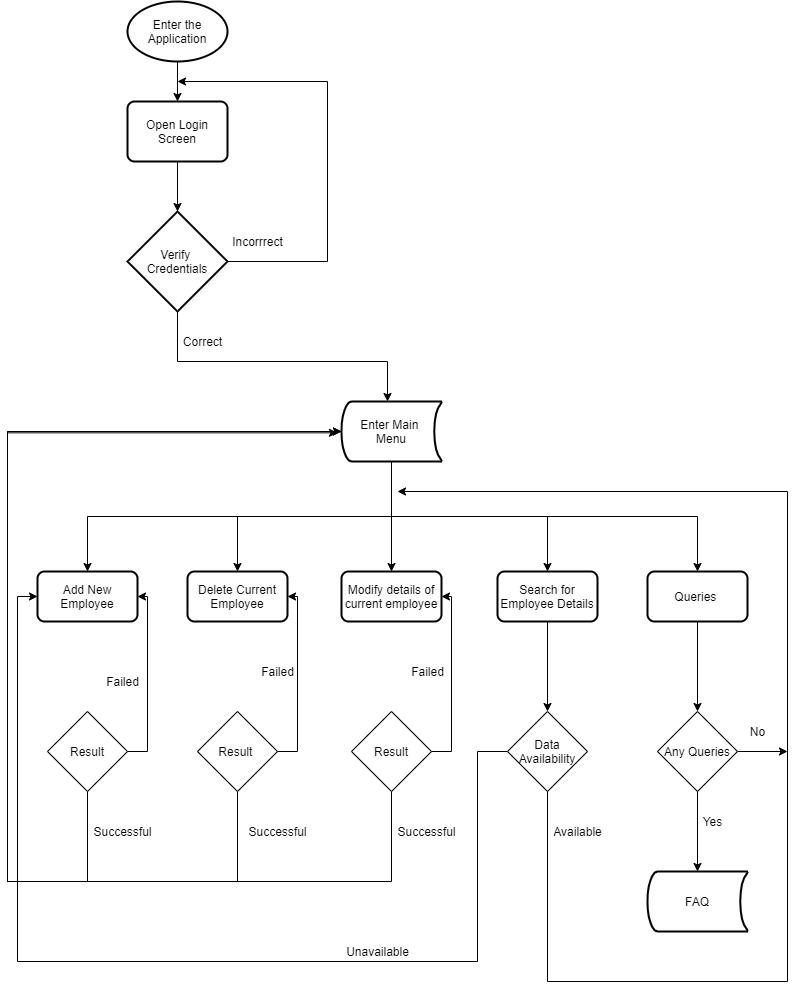 Enter the
Application
Open Login
Screen
Verify
Credentials
Incorrrect
Correct
Enter Main
Menu
Add New
Employee
Delete Current
Employee
Modify details of
current employee
Search for
Employee Details
Queries
Failed
Failed
Failed
Result
Result
Result
Data
Availability
Any Queries
No
Successful
Successful
Successful
Available
Yes
FAQ
Unavailable